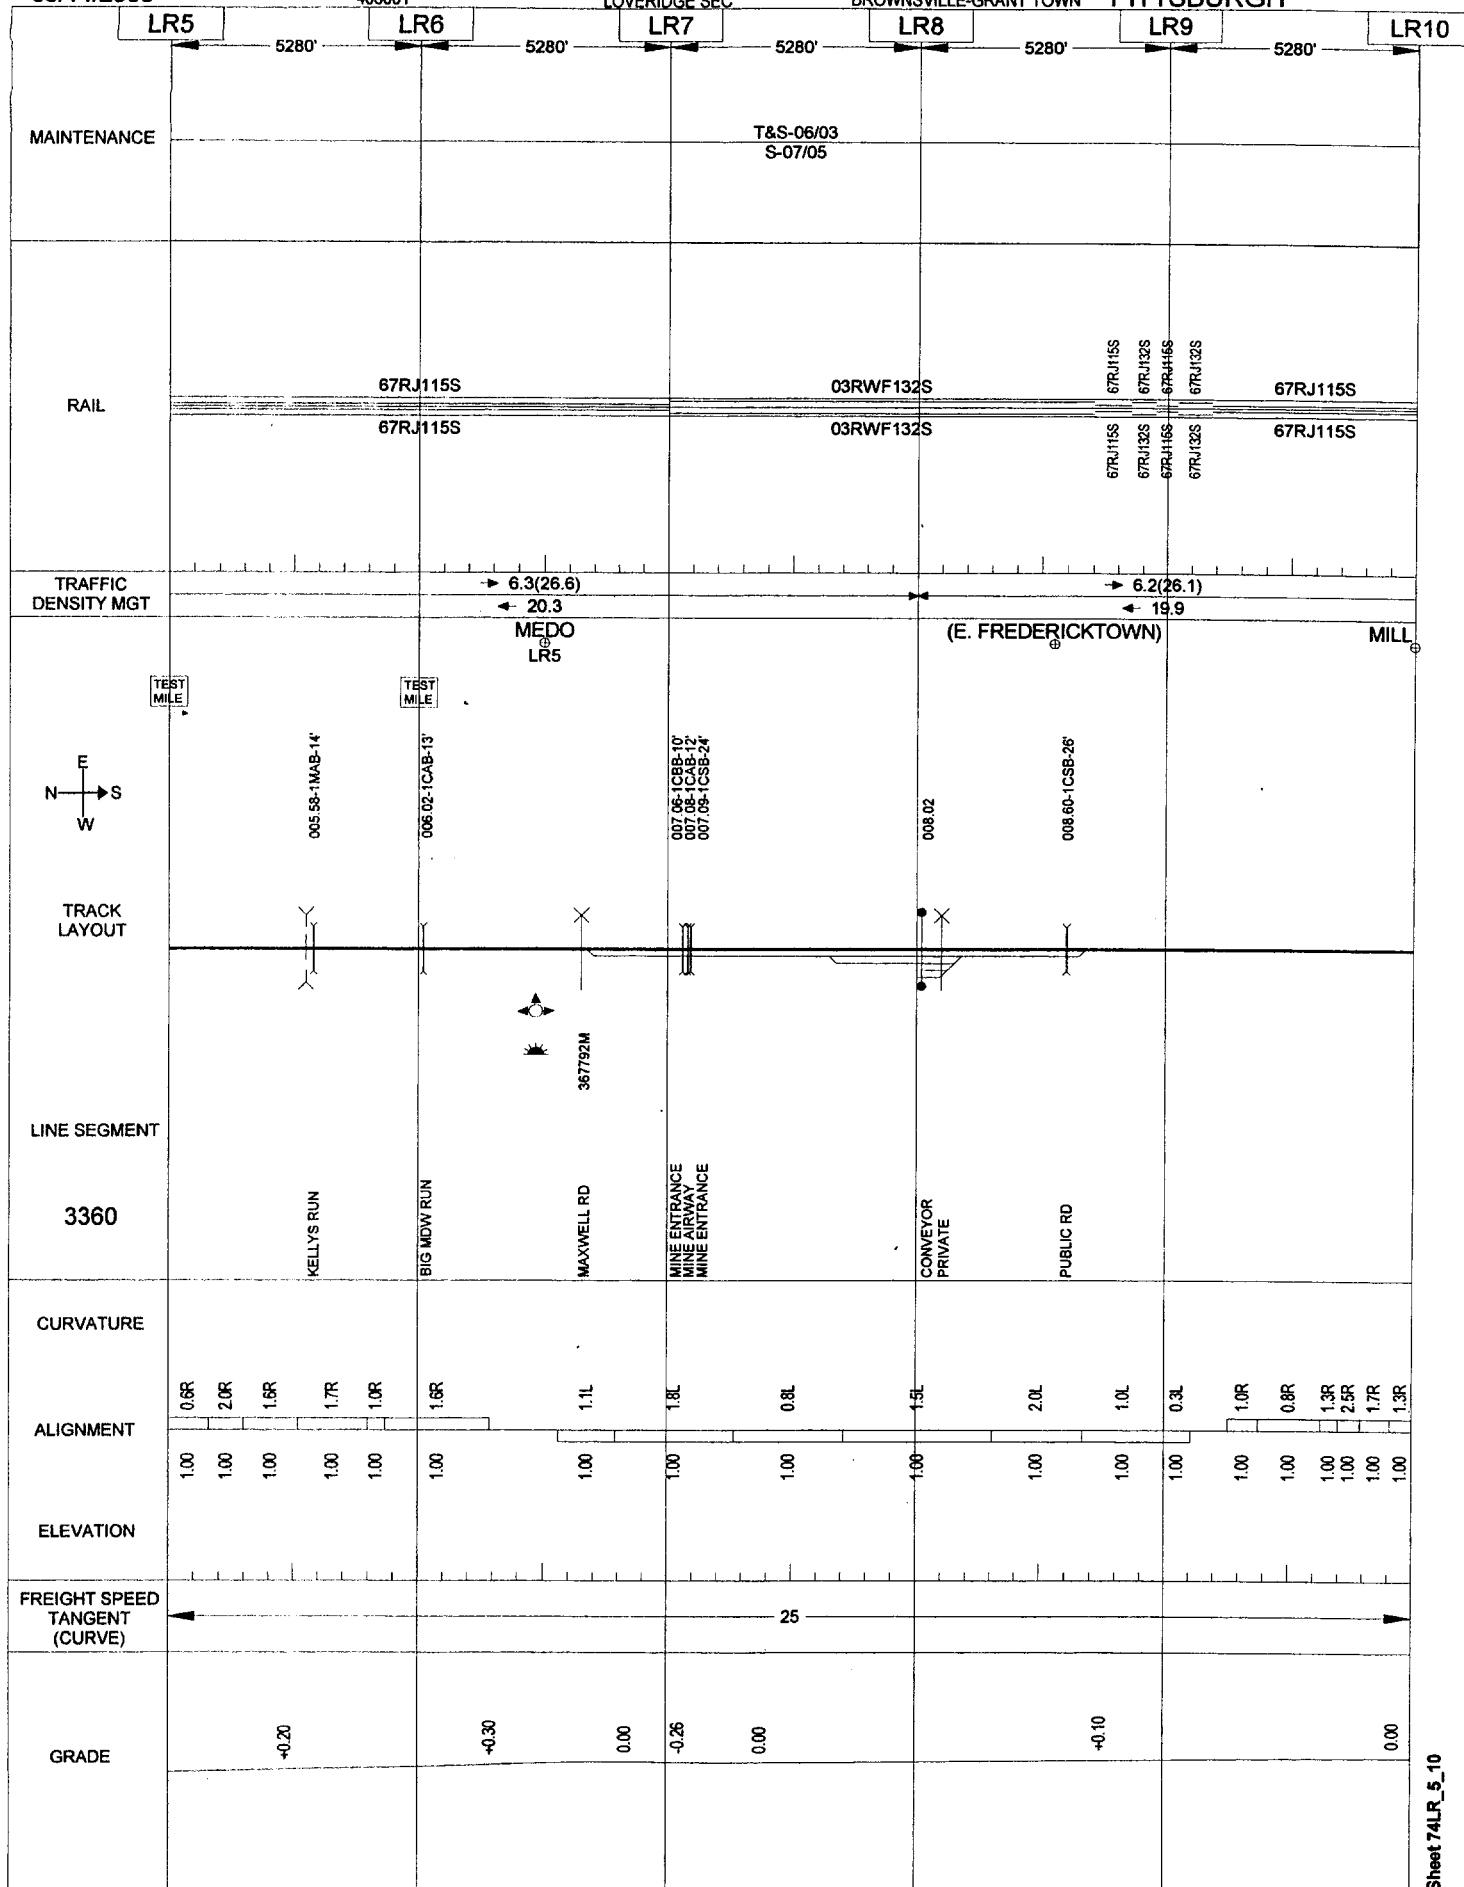 LOVERIDGE SEC
BROWNSVILLE-GRANT TOWN PITTSBURGH
LR5 LR6 LR7 LR8 LR9 LR10
5280' 5280' 5280' 5280' 5280'
MAINTENANCE
T&S-06/03
S-07/05
67RJ115S 67RJ132S 67RJ115S 67RJ132S
67RJ115S 03RWF132S 67RJ115S
RAIL
67RJ115S 03RWF132S 67RJ115S
67RJ115S 67RJ132S 67RJ115S 67RJ132S
TRAFFIC
DENSITY MGT
6.3(26.6) 6.2(26.1)
20.3 19.9
MEDO (E. FREDERICKTOWN) MILL
LR5
TEST
MILE
TEST
MILE
E
N S
W
005.58-1MAB-14'
006.02-1CAB-13'
007.06-1CBB-10'
007.08-1CAB-12'
007.09-1CSB-24'
008.02
008.60-1CSB-26'
TRACK
LAYOUT
367792M
LINE SEGMENT
3360
KELLYS RUN
BIG MDW RUN
MAXWELL RD
MINE ENTRANCE
MINE AIRWAY
MINE ENTRANCE
CONVEYOR
PRIVATE
PUBLIC RD
CURVATURE
0.6R 2.0R 1.6R 1.7R 1.0R 1.6R 1.1L 1.8L 0.8L 1.5L 2.0L 1.0L 0.3L 1.0R 0.8R 1.3R 2.5R 1.7R 1.3R
ALIGNMENT
1.00 1.00 1.00 1.00 1.00 1.00 1.00 1.00 1.00 1.00 1.00 1.00 1.00 1.00 1.00 1.00 1.00 1.00 1.00
ELEVATION
FREIGHT SPEED
TANGENT
(CURVE)
25
GRADE
+0.20 +0.30 0.00 -0.26 0.00 +0.10 0.00
Sheet 74LR_5_10